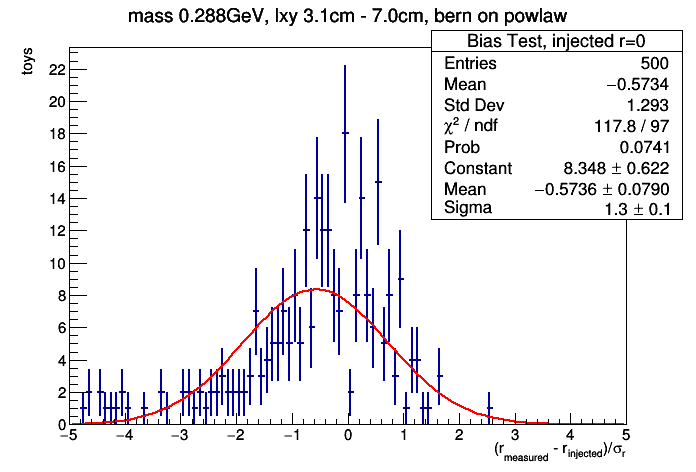 mass 0.288GeV, lxy 3.1cm - 7.0cm, bern on powlaw
Bias Test, injected r=0
Entries 500
Mean −0.5734
Std Dev 1.293
χ² / ndf 117.8 / 97
Prob 0.0741
Constant 8.348 ± 0.622
Mean −0.5736 ± 0.0790
Sigma 1.3 ± 0.1
toys
22
20
18
16
14
12
10
8
6
4
2
0
−5 −4 −3 −2 −1 0 1 2 3 4 5
(r_measured - r_injected)/σ_r